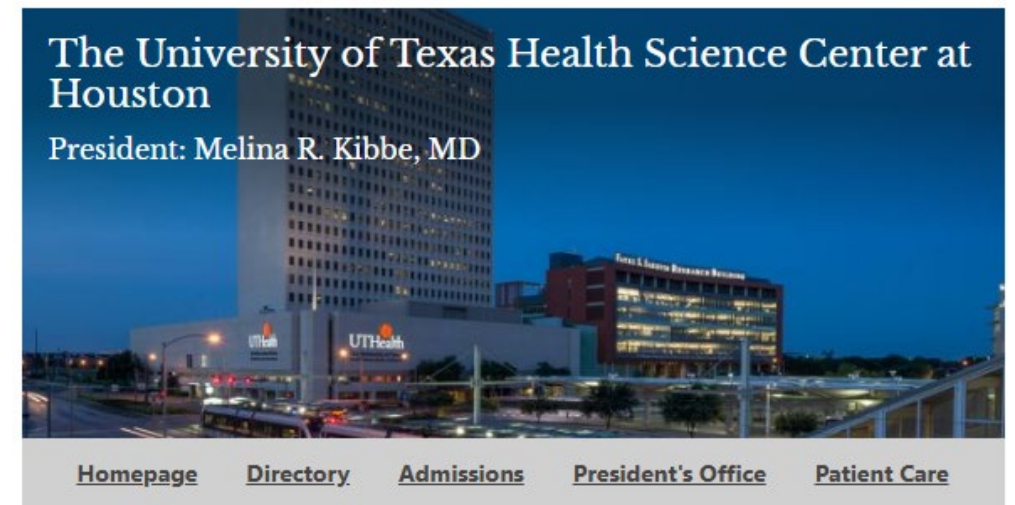 The University of Texas Health Science Center at
Houston
President: Melina R. Kibbe, MD
UTHealth
UTHealth
Homepage Directory Admissions President's Office Patient Care